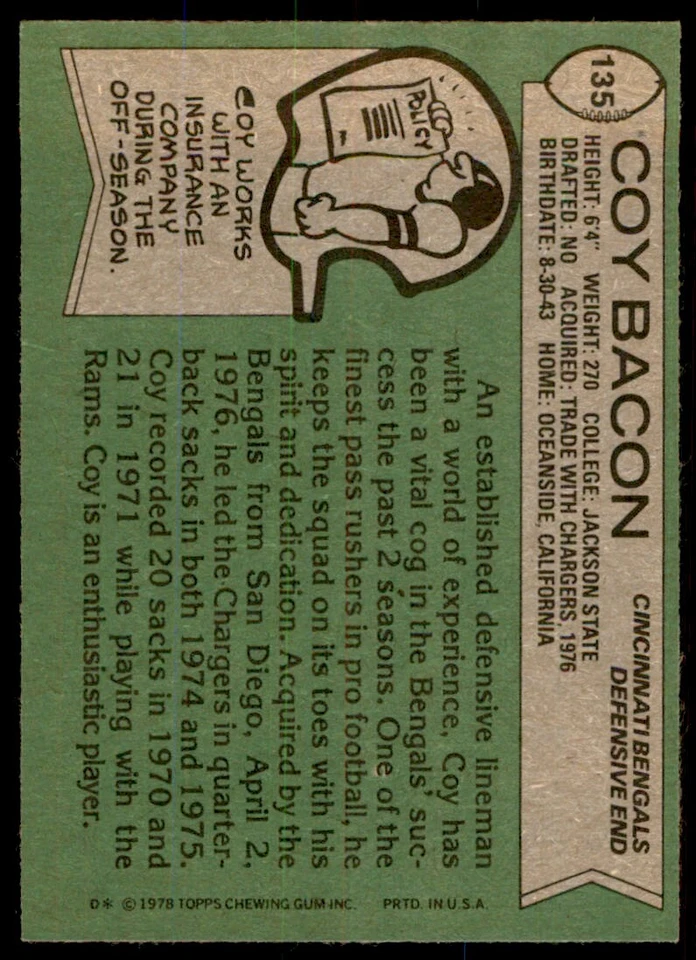 135
COY BACON
CINCINNATI BENGALS
DEFENSIVE END
HEIGHT: 6'4" WEIGHT: 270 COLLEGE: JACKSON STATE
DRAFTED: NO ACQUIRED: TRADE WITH CHARGERS, 1976
BIRTHDATE: 8-30-43 HOME: OCEANSIDE, CALIFORNIA
POLICY
COY WORKS
WITH AN
INSURANCE
COMPANY
DURING THE
OFF-SEASON.
An established defensive lineman
with a world of experience, Coy has
been a vital cog in the Bengals' suc-
cess the past 2 seasons. One of the
finest pass rushers in pro football, he
keeps the squad on its toes with his
spirit and dedication. Acquired by the
Bengals from San Diego, April 2,
1976, he led the Chargers in quarter-
back sacks in both 1974 and 1975.
Coy recorded 20 sacks in 1970 and
21 in 1971 while playing with the
Rams. Coy is an enthusiastic player.
D* © 1978 TOPPS CHEWING GUM INC. PRTD. IN U.S.A.